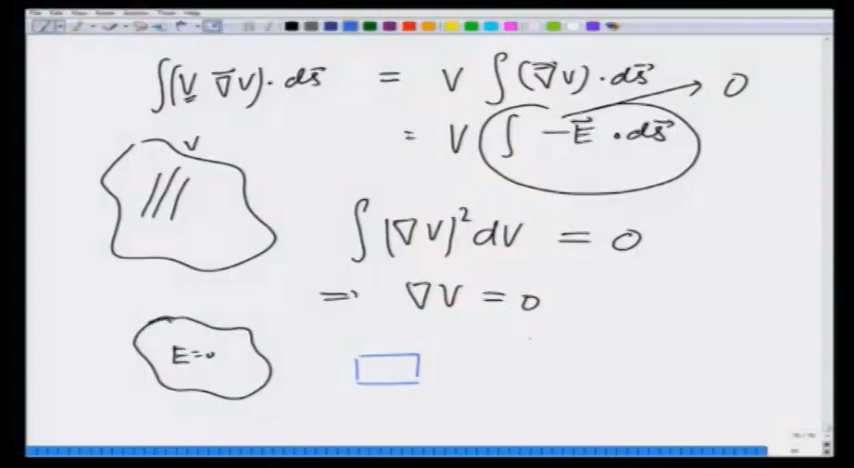 ∫(V ∇⃗V)·ds⃗ = V ∫(∇⃗V)·ds⃗
= V ∫ −E⃗·ds⃗ → 0
V
∫|∇V|² dV = 0
⇒ ∇V = 0
E=0